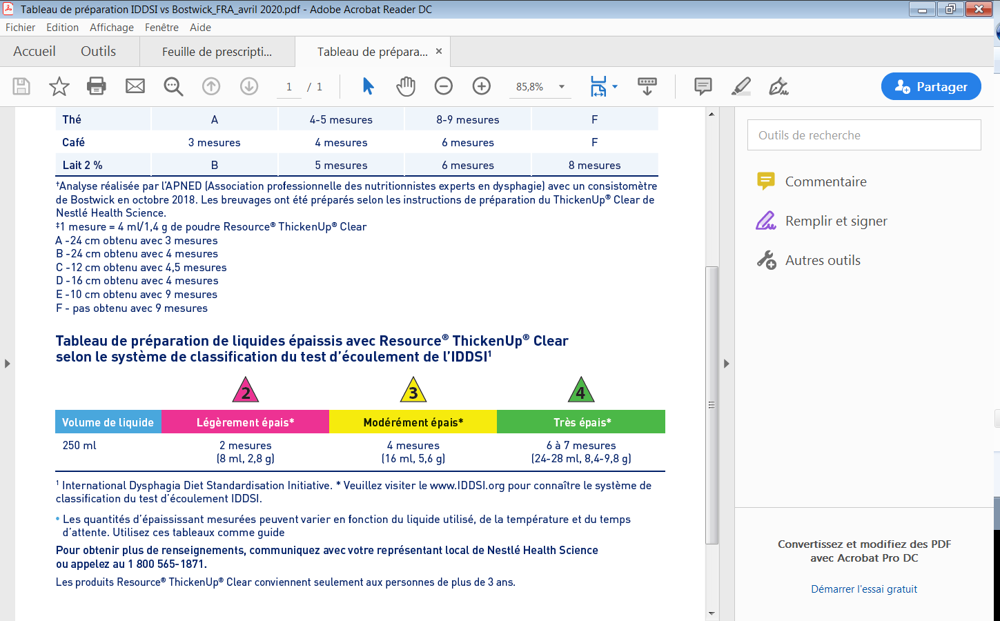 Tableau de préparation IDDSI vs Bostwick_FRA_avril 2020.pdf - Adobe Acrobat Reader DC
Fichier Edition Affichage Fenêtre Aide
Accueil Outils Feuille de prescripti... Tableau de prépara... ×
1 / 1 85,8% Partager
Thé A 4-5 mesures 8-9 mesures F
Café 3 mesures 4 mesures 6 mesures F
Lait 2 % B 5 mesures 6 mesures 8 mesures
†Analyse réalisée par l'APNED (Association professionnelle des nutritionnistes experts en dysphagie) avec un consistomètre
de Bostwick en octobre 2018. Les breuvages ont été préparés selon les instructions de préparation du ThickenUp® Clear de
Nestlé Health Science.
‡1 mesure = 4 ml/1,4 g de poudre Resource® ThickenUp® Clear
A -24 cm obtenu avec 3 mesures
B -24 cm obtenu avec 4 mesures
C -12 cm obtenu avec 4,5 mesures
D -16 cm obtenu avec 4 mesures
E -10 cm obtenu avec 9 mesures
F - pas obtenu avec 9 mesures
Tableau de préparation de liquides épaissis avec Resource® ThickenUp® Clear
selon le système de classification du test d'écoulement de l'IDDSI¹
2 3 4
Volume de liquide Légèrement épais* Modérément épais* Très épais*
250 ml 2 mesures 4 mesures 6 à 7 mesures
(8 ml, 2,8 g) (16 ml, 5,6 g) (24-28 ml, 8,4-9,8 g)
¹ International Dysphagia Diet Standardisation Initiative. * Veuillez visiter le www.IDDSI.org pour connaître le système de
classification du test d'écoulement IDDSI.
• Les quantités d'épaississant mesurées peuvent varier en fonction du liquide utilisé, de la température et du temps
d'attente. Utilisez ces tableaux comme guide
Pour obtenir plus de renseignements, communiquez avec votre représentant local de Nestlé Health Science
ou appelez au 1 800 565-1871.
Les produits Resource® ThickenUp® Clear conviennent seulement aux personnes de plus de 3 ans.
Outils de recherche
Commentaire
Remplir et signer
Autres outils
Convertissez et modifiez des PDF
avec Acrobat Pro DC
Démarrer l'essai gratuit